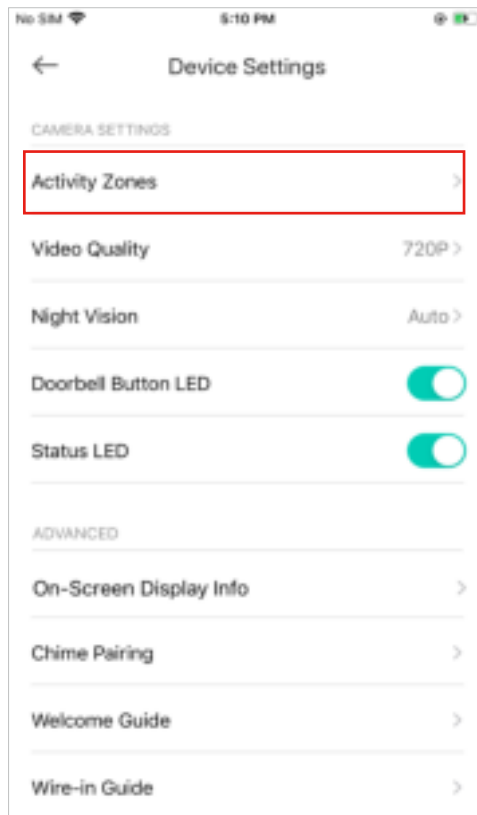 No SIM 5:10 PM
Device Settings
CAMERA SETTINGS
Activity Zones
Video Quality 720P
Night Vision Auto
Doorbell Button LED
Status LED
ADVANCED
On-Screen Display Info
Chime Pairing
Welcome Guide
Wire-in Guide